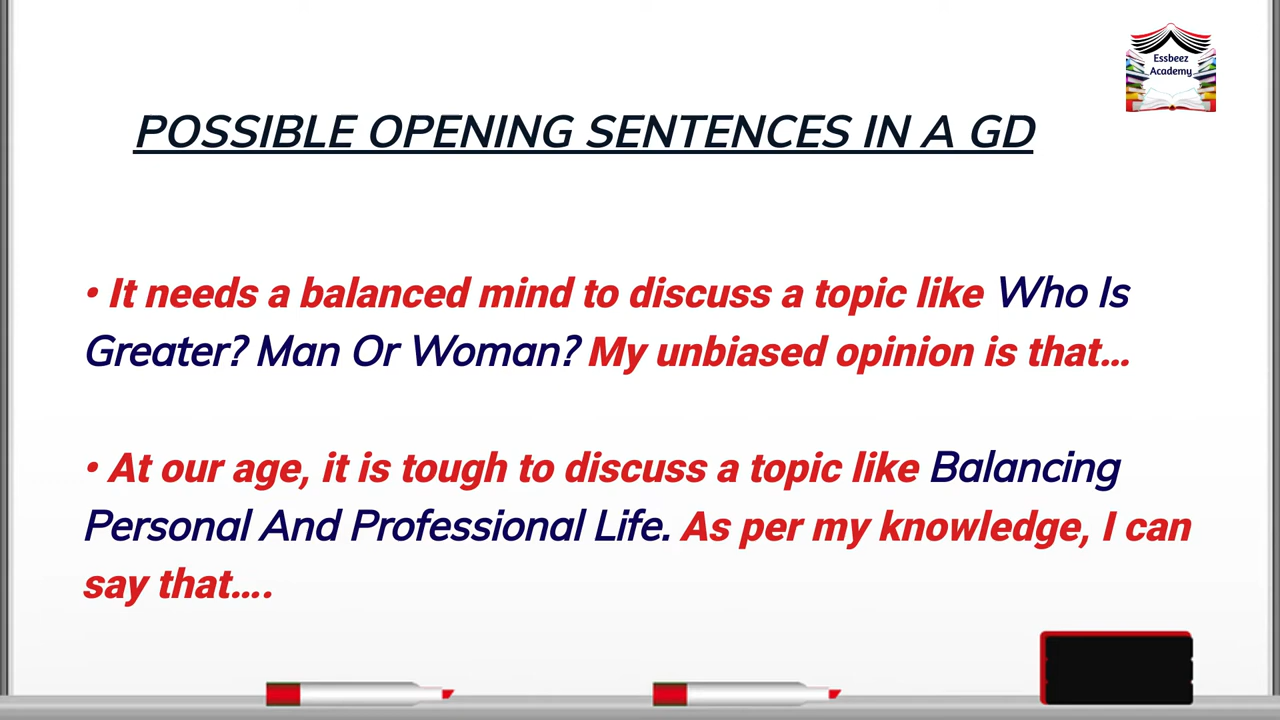 Essbeez
Academy
POSSIBLE OPENING SENTENCES IN A GD
• It needs a balanced mind to discuss a topic like Who Is
Greater? Man Or Woman? My unbiased opinion is that...
• At our age, it is tough to discuss a topic like Balancing
Personal And Professional Life. As per my knowledge, I can
say that....